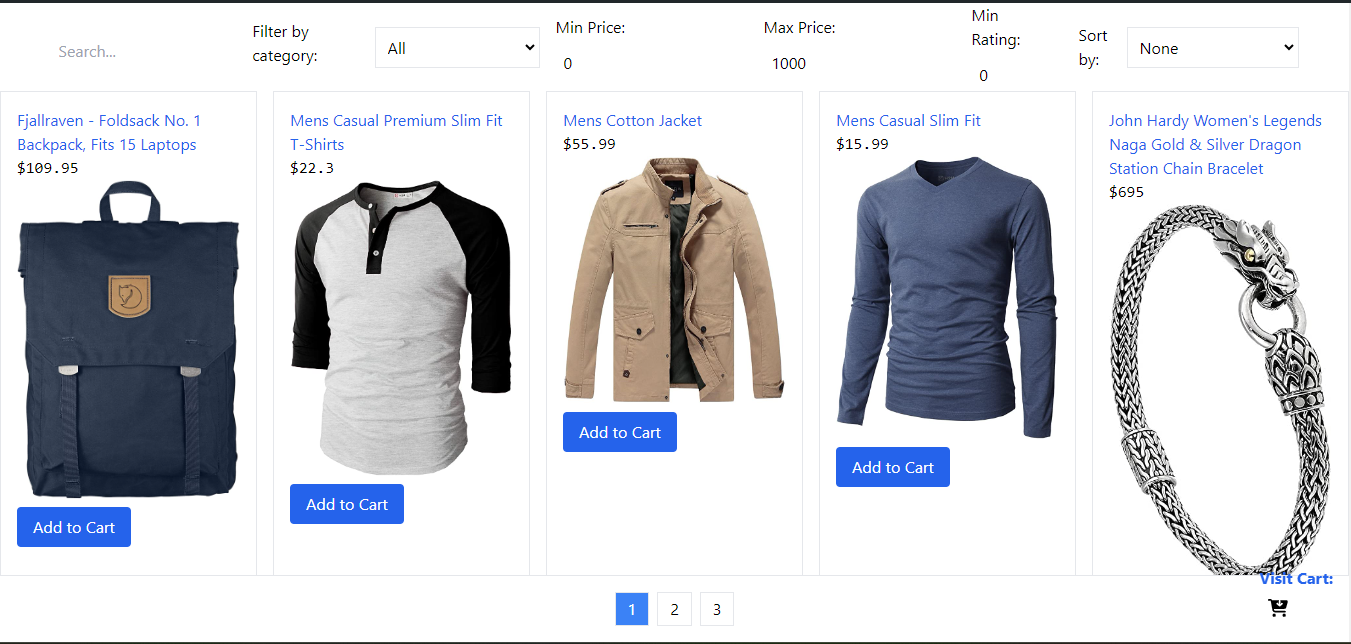 Search...
Filter by
category:
All
Min Price:
0
Max Price:
1000
Min
Rating:
0
Sort
by:
None
Fjallraven - Foldsack No. 1
Backpack, Fits 15 Laptops
$109.95
Add to Cart
Mens Casual Premium Slim Fit
T-Shirts
$22.3
Add to Cart
Mens Cotton Jacket
$55.99
Add to Cart
Mens Casual Slim Fit
$15.99
Add to Cart
John Hardy Women's Legends
Naga Gold & Silver Dragon
Station Chain Bracelet
$695
Visit Cart:
1
2
3